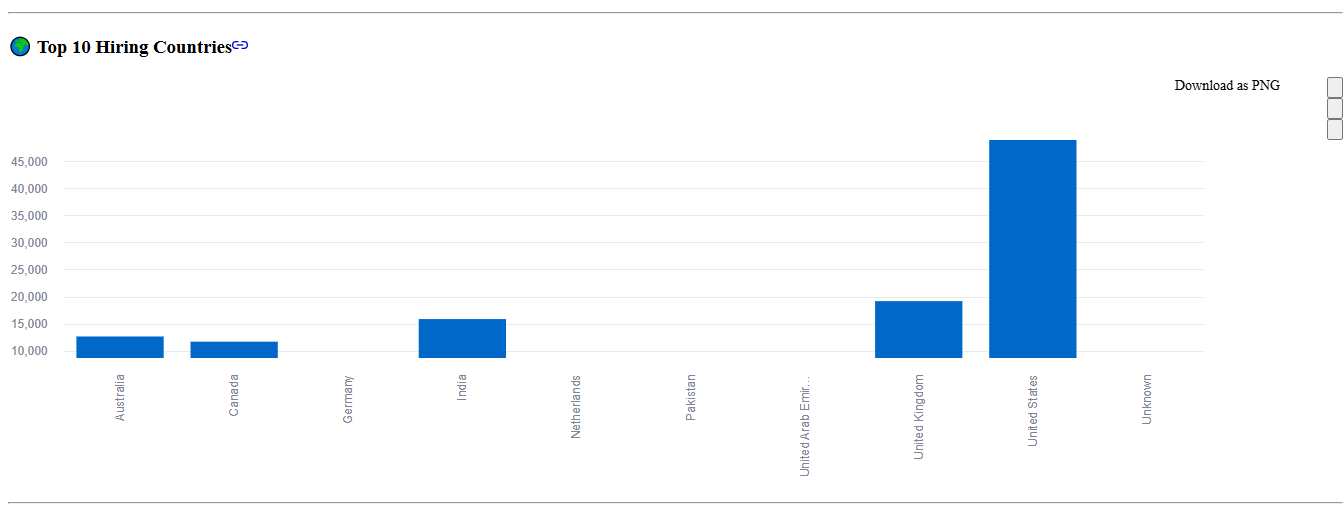 Top 10 Hiring Countries
Download as PNG
45,000
40,000
35,000
30,000
25,000
20,000
15,000
10,000
Australia
Canada
Germany
India
Netherlands
Pakistan
United Arab Emir…
United Kingdom
United States
Unknown